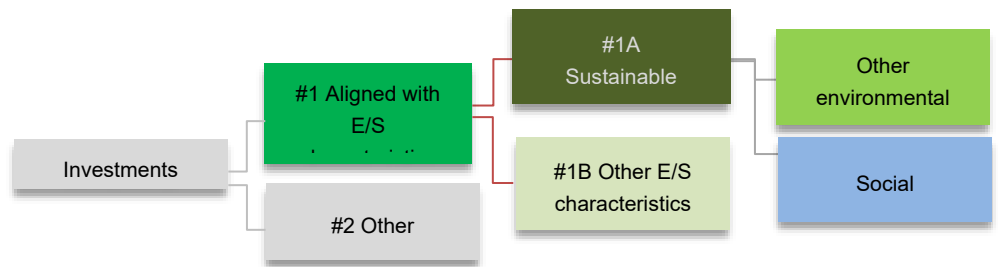 Investments
#1 Aligned with
E/S
#2 Other
#1A
Sustainable
#1B Other E/S
characteristics
Other
environmental
Social